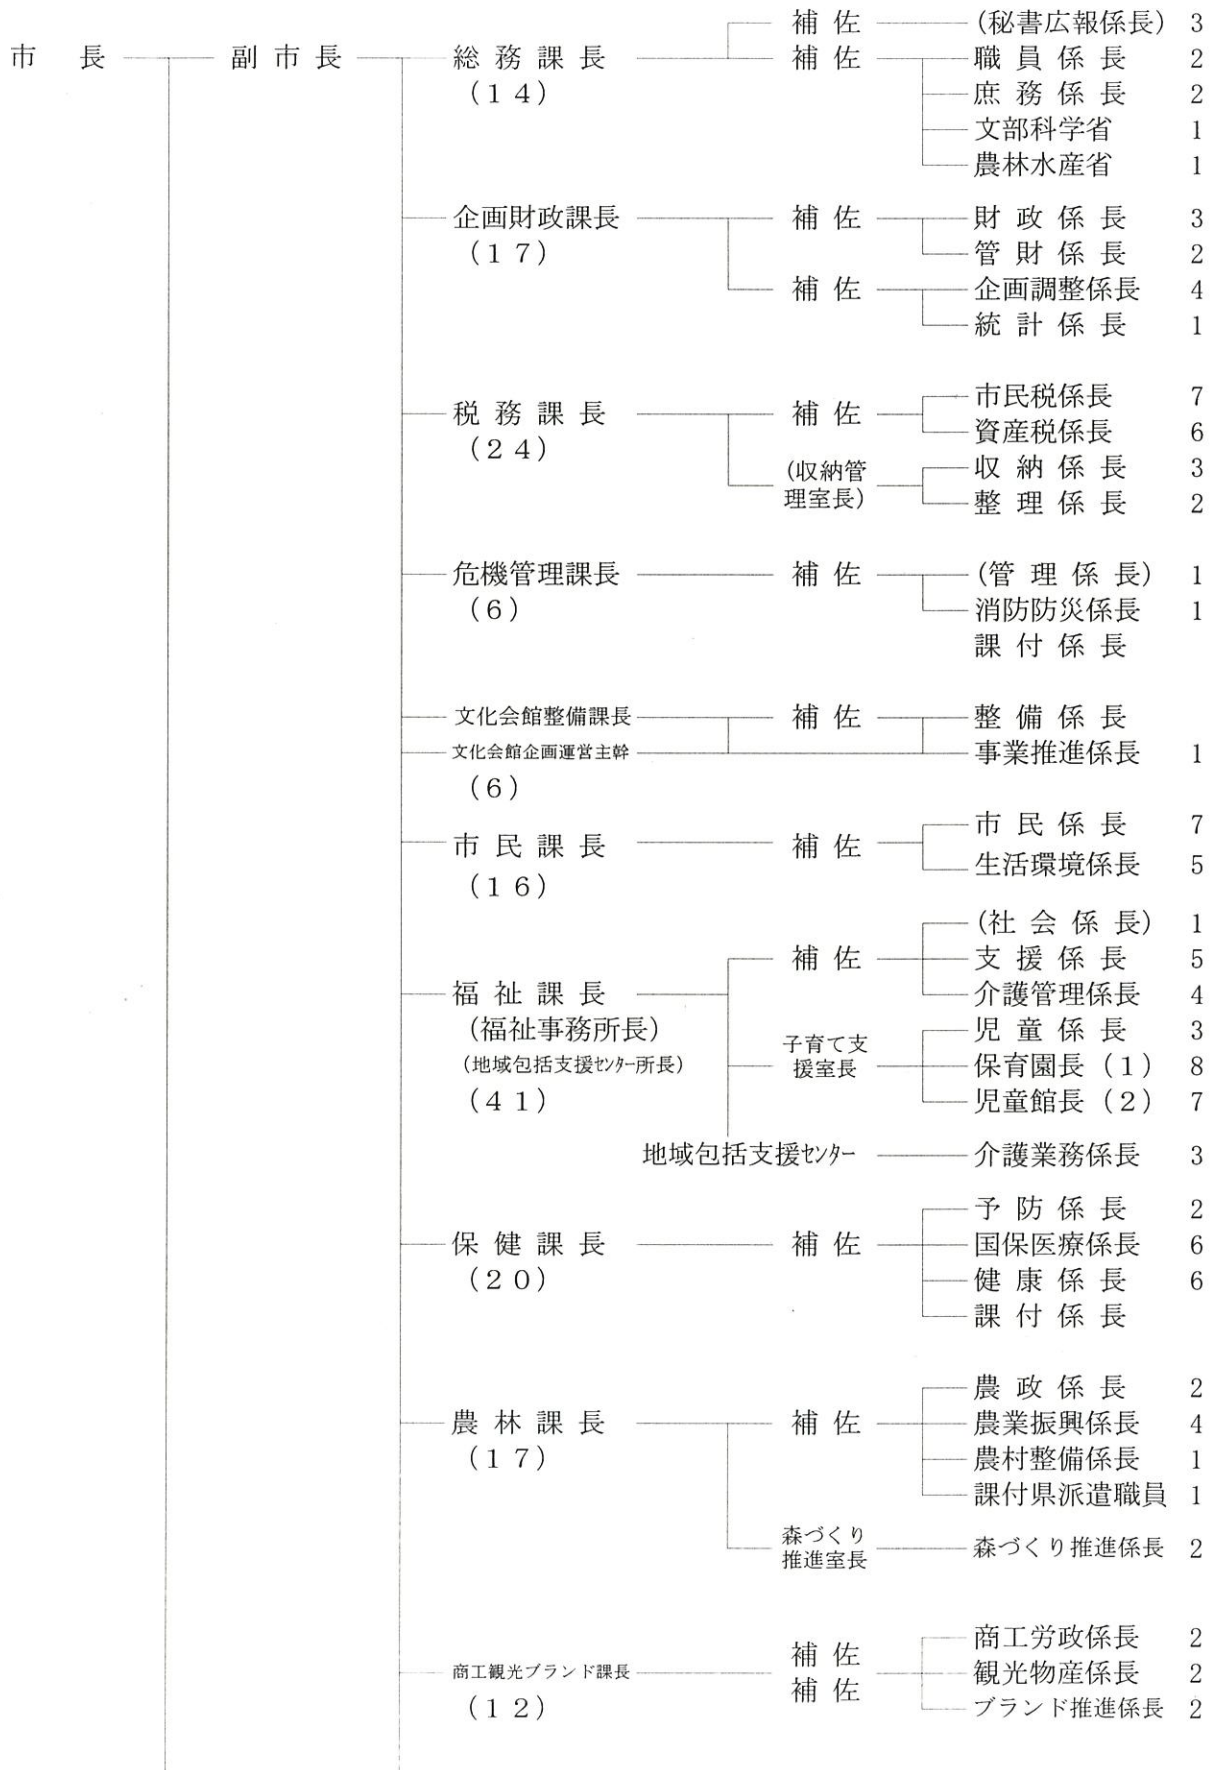 補 佐 (秘書広報係長) 3
市 長 副 市 長 総 務 課 長 補 佐 職 員 係 長 2
(14) 庶 務 係 長 2
文部科学省 1
農林水産省 1
企画財政課長 補 佐 財 政 係 長 3
(17) 管 財 係 長 2
補 佐 企画調整係長 4
統 計 係 長 1
市民税係長 7
税 務 課 長 補 佐 資産税係長 6
(24) (収納管 収 納 係 長 3
理室長) 整 理 係 長 2
危機管理課長 補 佐 (管 理 係 長) 1
(6) 消防防災係長 1
課 付 係 長
文化会館整備課長 補 佐 整 備 係 長
文化会館企画運営主幹 事業推進係長 1
(6)
市 民 課 長 補 佐 市 民 係 長 7
(16) 生活環境係長 5
(社 会 係 長) 1
補 佐 支 援 係 長 5
福 祉 課 長 介護管理係長 4
(福祉事務所長) 子育て支 児 童 係 長 3
(地域包括支援センター所長) 援室長 保育園長(1) 8
(41) 児童館長(2) 7
地域包括支援センター 介護業務係長 3
予 防 係 長 2
保 健 課 長 補 佐 国保医療係長 6
(20) 健 康 係 長 6
課 付 係 長
農 政 係 長 2
農 林 課 長 補 佐 農業振興係長 4
(17) 農村整備係長 1
課付県派遣職員 1
森づくり
推進室長 森づくり推進係長 2
補 佐 商工労政係長 2
商工観光ブランド課長 観光物産係長 2
(12) 補 佐 ブランド推進係長 2